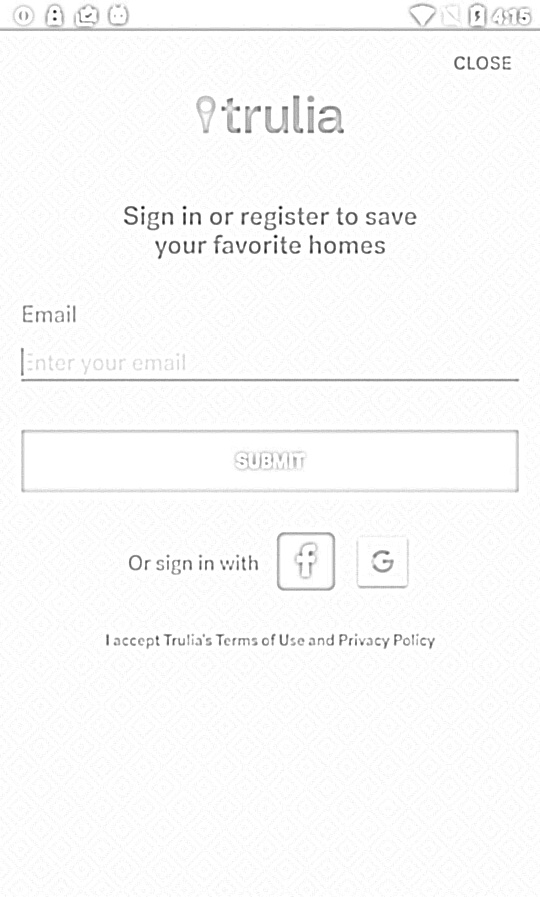 4:15
CLOSE
trulia
Sign in or register to save
your favorite homes
Email
Enter your email
SUBMIT
Or sign in with f G
I accept Trulia's Terms of Use and Privacy Policy